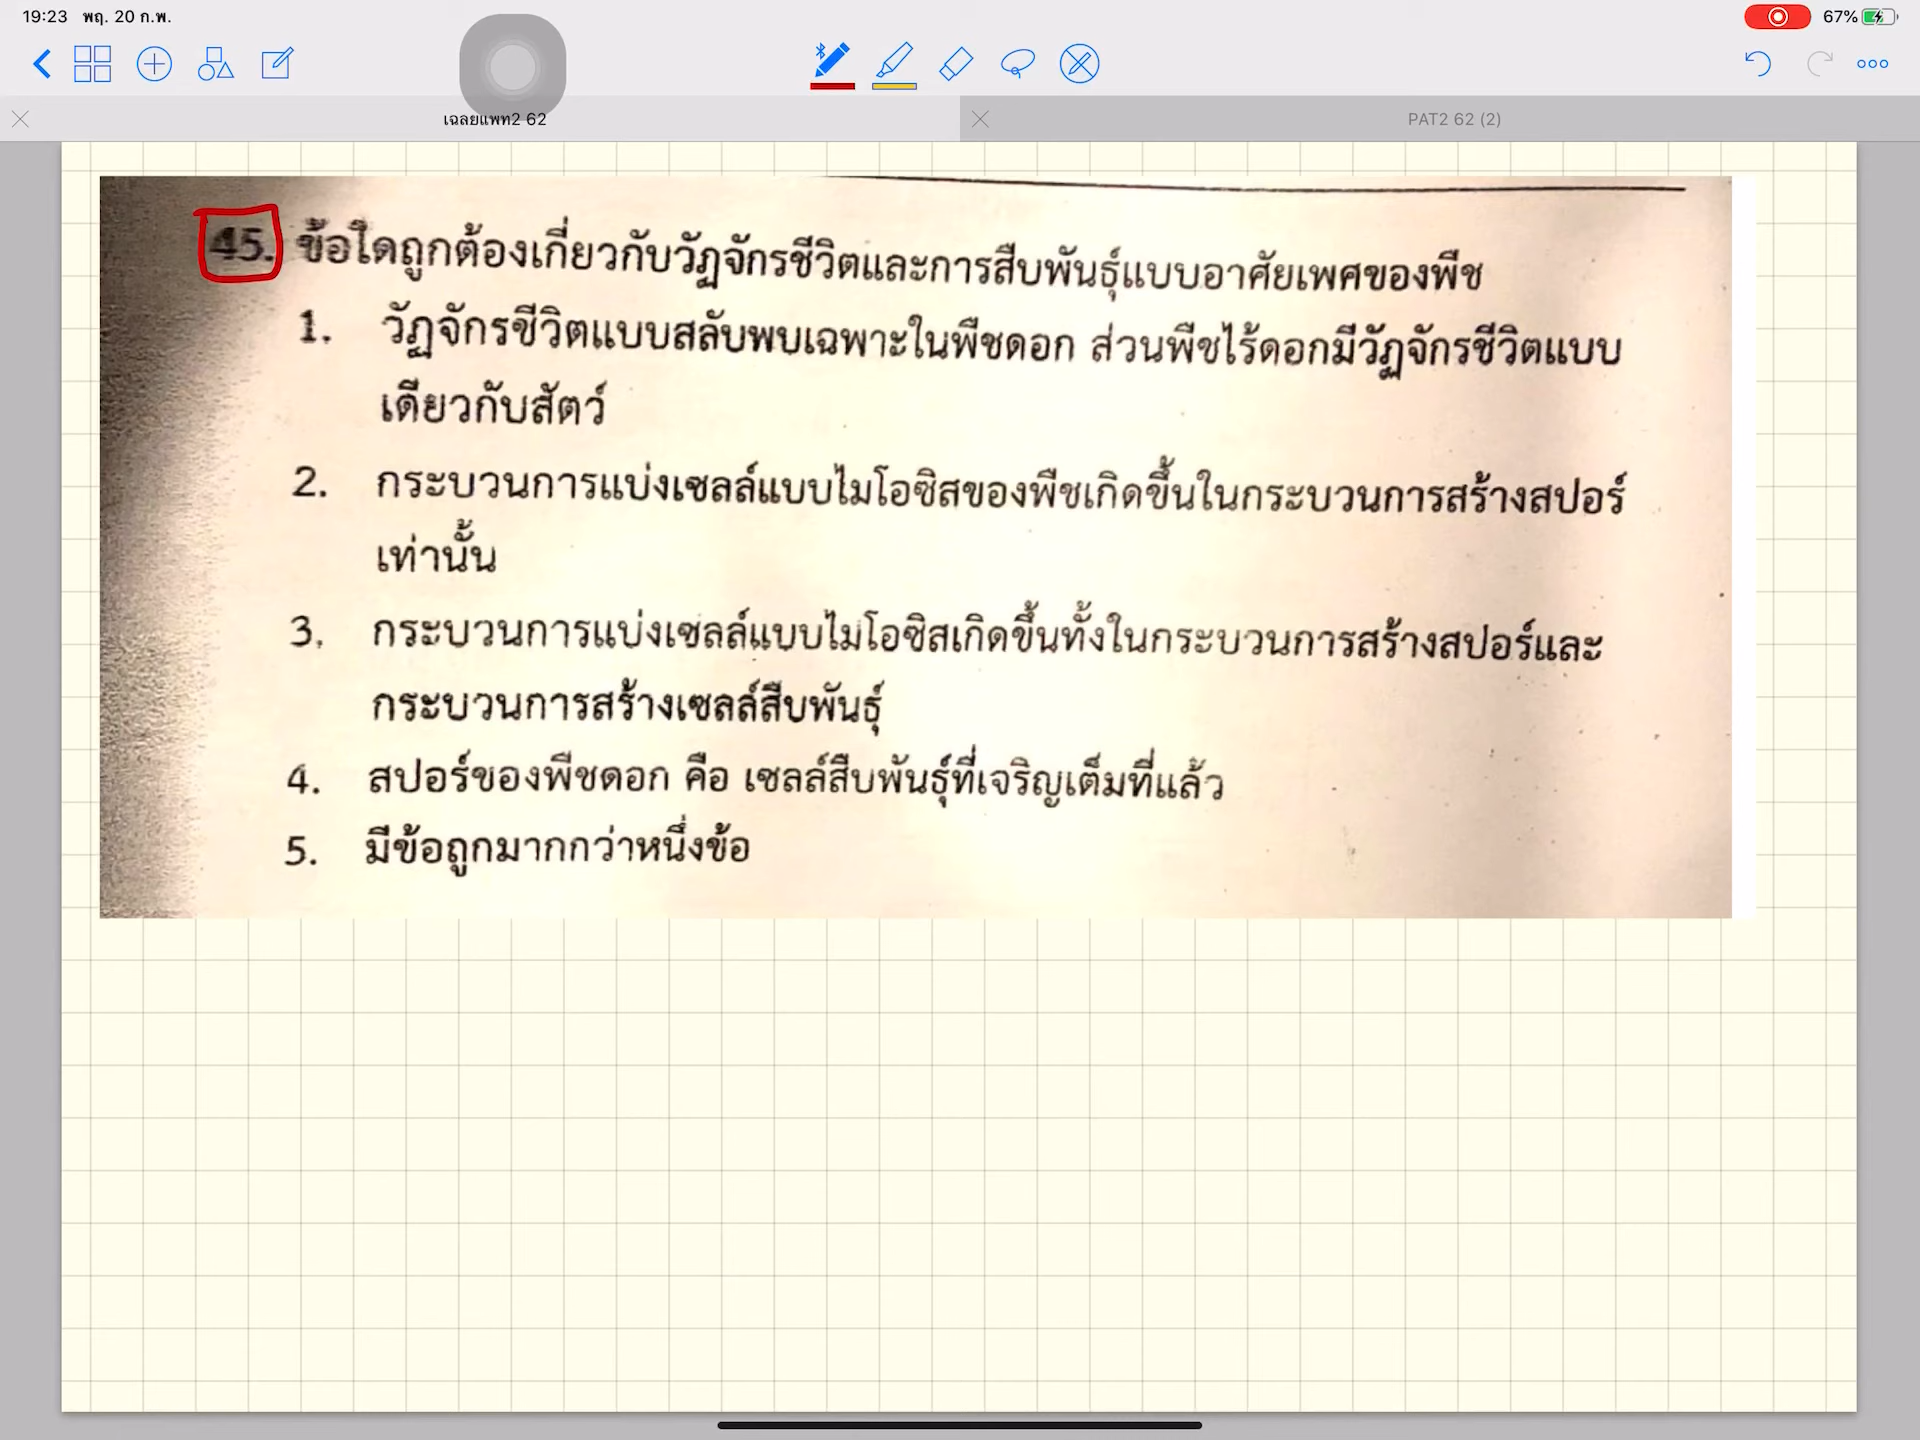 19:23 พฤ. 20 ก.พ.
67%
เฉลยแพท2 62
PAT2 62 (2)
45. ข้อใดถูกต้องเกี่ยวกับวัฏจักรชีวิตและการสืบพันธุ์แบบอาศัยเพศของพืช
1. วัฏจักรชีวิตแบบสลับพบเฉพาะในพืชดอก ส่วนพืชไร้ดอกมีวัฏจักรชีวิตแบบ
เดียวกับสัตว์
2. กระบวนการแบ่งเซลล์แบบไมโอซิสของพืชเกิดขึ้นในกระบวนการสร้างสปอร์
เท่านั้น
3. กระบวนการแบ่งเซลล์แบบไมโอซิสเกิดขึ้นทั้งในกระบวนการสร้างสปอร์และ
กระบวนการสร้างเซลล์สืบพันธุ์
4. สปอร์ของพืชดอก คือ เซลล์สืบพันธุ์ที่เจริญเต็มที่แล้ว
5. มีข้อถูกมากกว่าหนึ่งข้อ